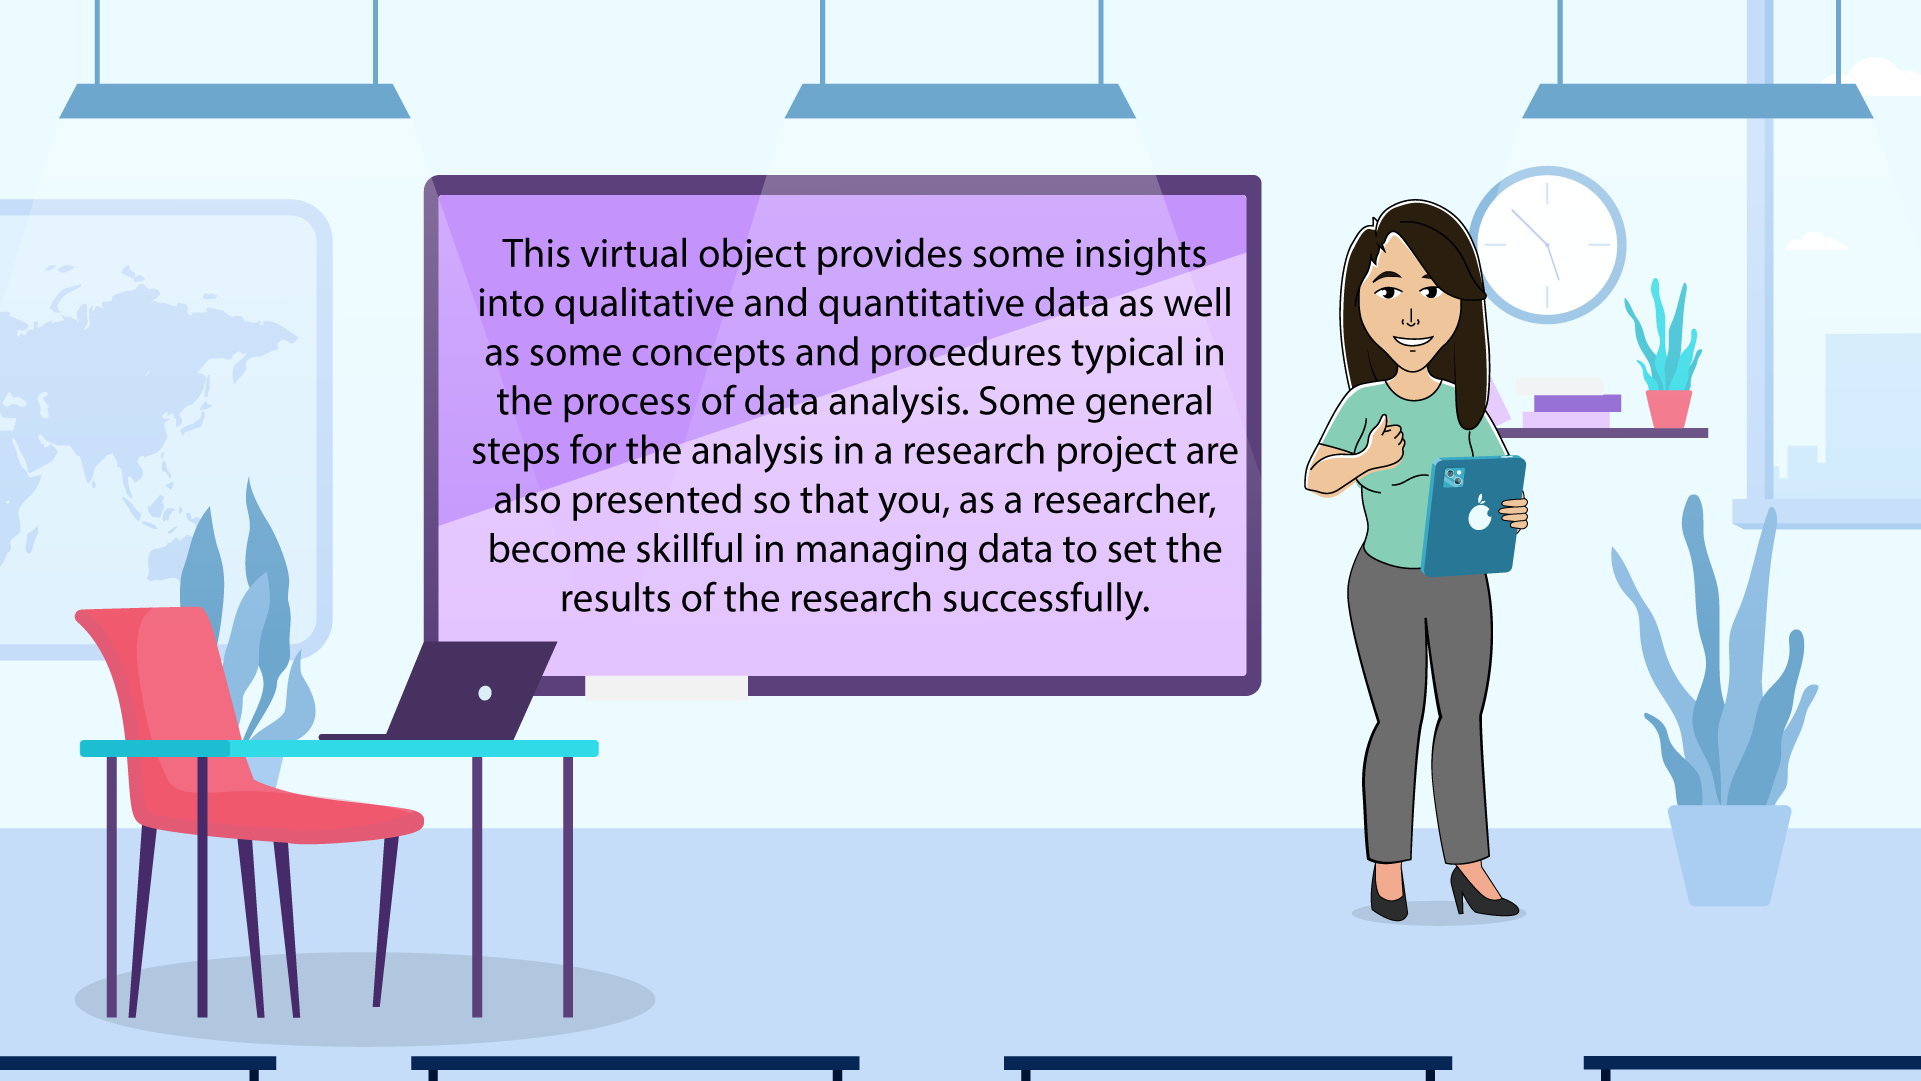 This virtual object provides some insights
into qualitative and quantitative data as well
as some concepts and procedures typical in
the process of data analysis. Some general
steps for the analysis in a research project are
also presented so that you, as a researcher,
become skillful in managing data to set the
results of the research successfully.